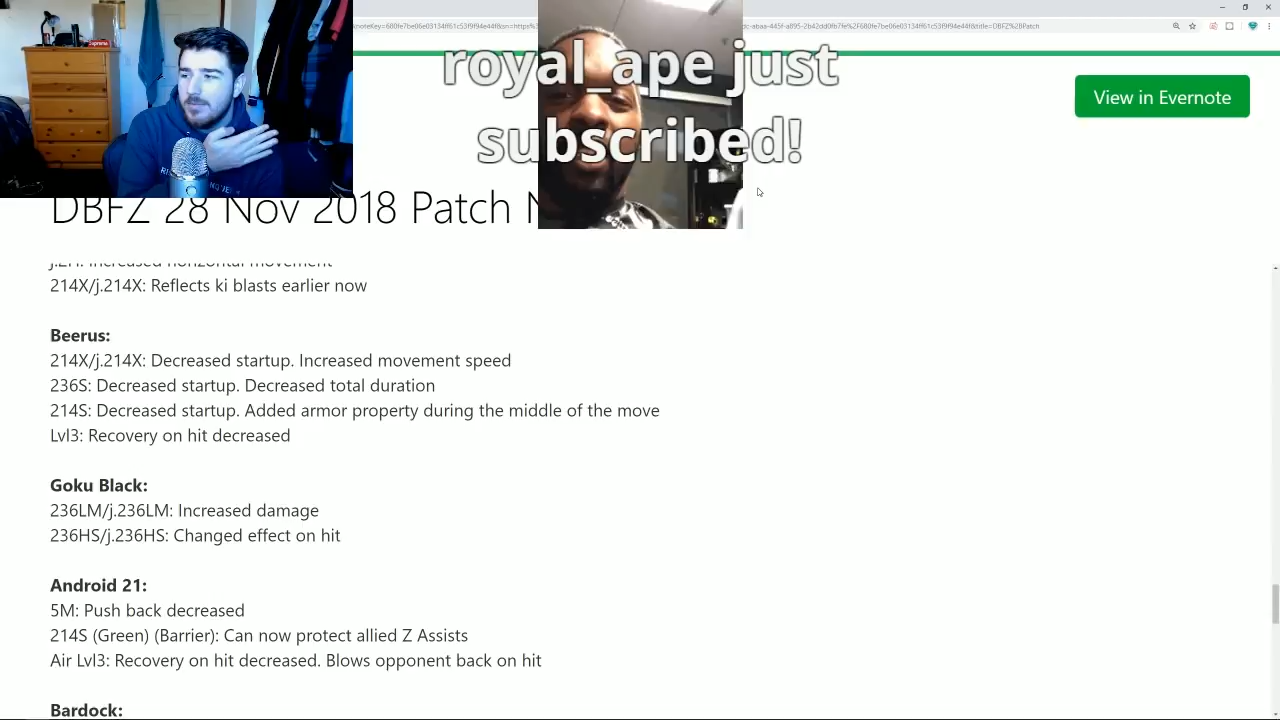 royal_ape just
subscribed!
View in Evernote
DBFZ 28 Nov 2018 Patch
j.2H: Increased horizontal movement
214X/j.214X: Reflects ki blasts earlier now
Beerus:
214X/j.214X: Decreased startup. Increased movement speed
236S: Decreased startup. Decreased total duration
214S: Decreased startup. Added armor property during the middle of the move
Lvl3: Recovery on hit decreased
Goku Black:
236LM/j.236LM: Increased damage
236HS/j.236HS: Changed effect on hit
Android 21:
5M: Push back decreased
214S (Green) (Barrier): Can now protect allied Z Assists
Air Lvl3: Recovery on hit decreased. Blows opponent back on hit
Bardock: